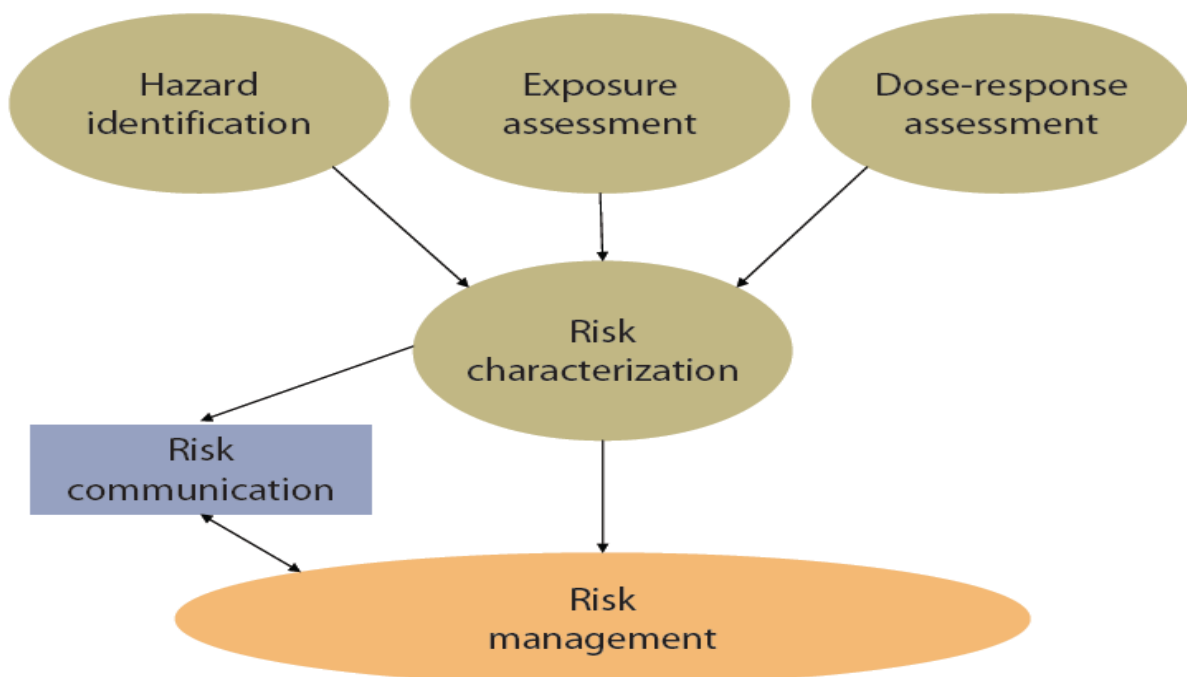 Hazard
identification
Exposure
assessment
Dose-response
assessment
Risk
characterization
Risk
communication
Risk
management